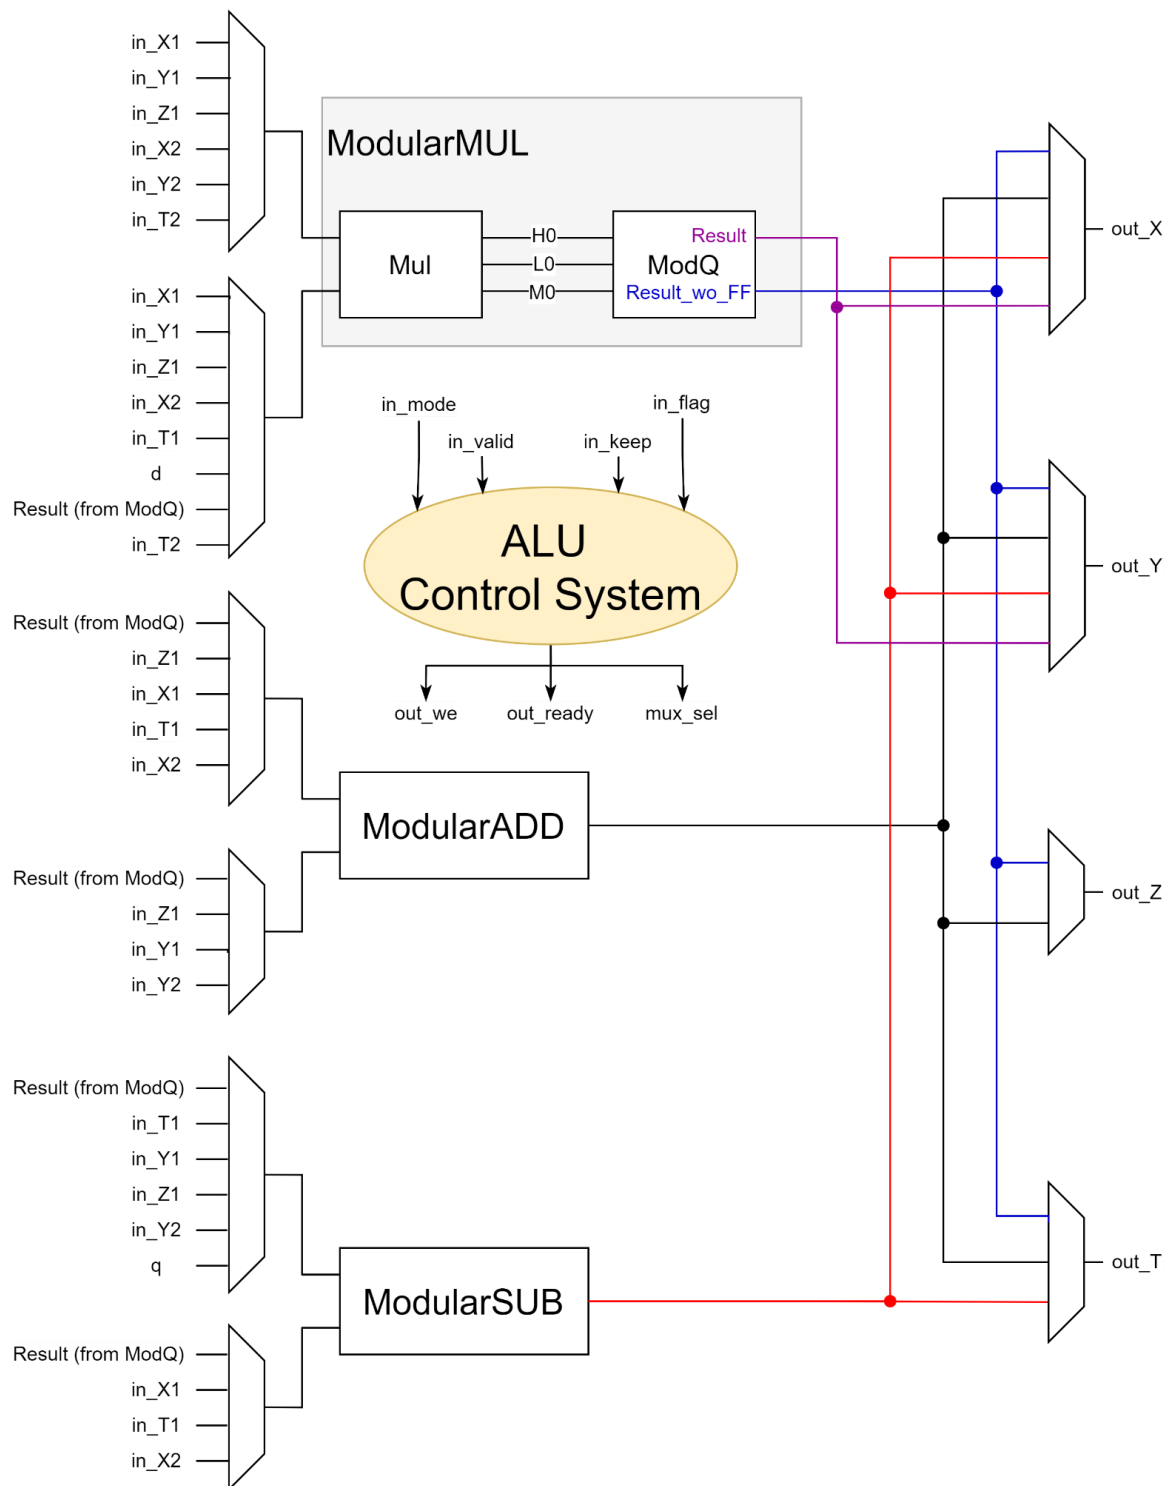 in_X1
in_Y1
in_Z1
in_X2
in_Y2
in_T2
ModularMUL
Mul
H0
L0
M0
Result
ModQ
Result_wo_FF
out_X
in_X1
in_Y1
in_Z1
in_X2
in_T1
d
Result (from ModQ)
in_T2
in_mode
in_valid
in_keep
in_flag
ALU
Control System
out_we
out_ready
mux_sel
out_Y
Result (from ModQ)
in_Z1
in_X1
in_T1
in_X2
ModularADD
Result (from ModQ)
in_Z1
in_Y1
in_Y2
out_Z
Result (from ModQ)
in_T1
in_Y1
in_Z1
in_Y2
q
ModularSUB
out_T
Result (from ModQ)
in_X1
in_T1
in_X2